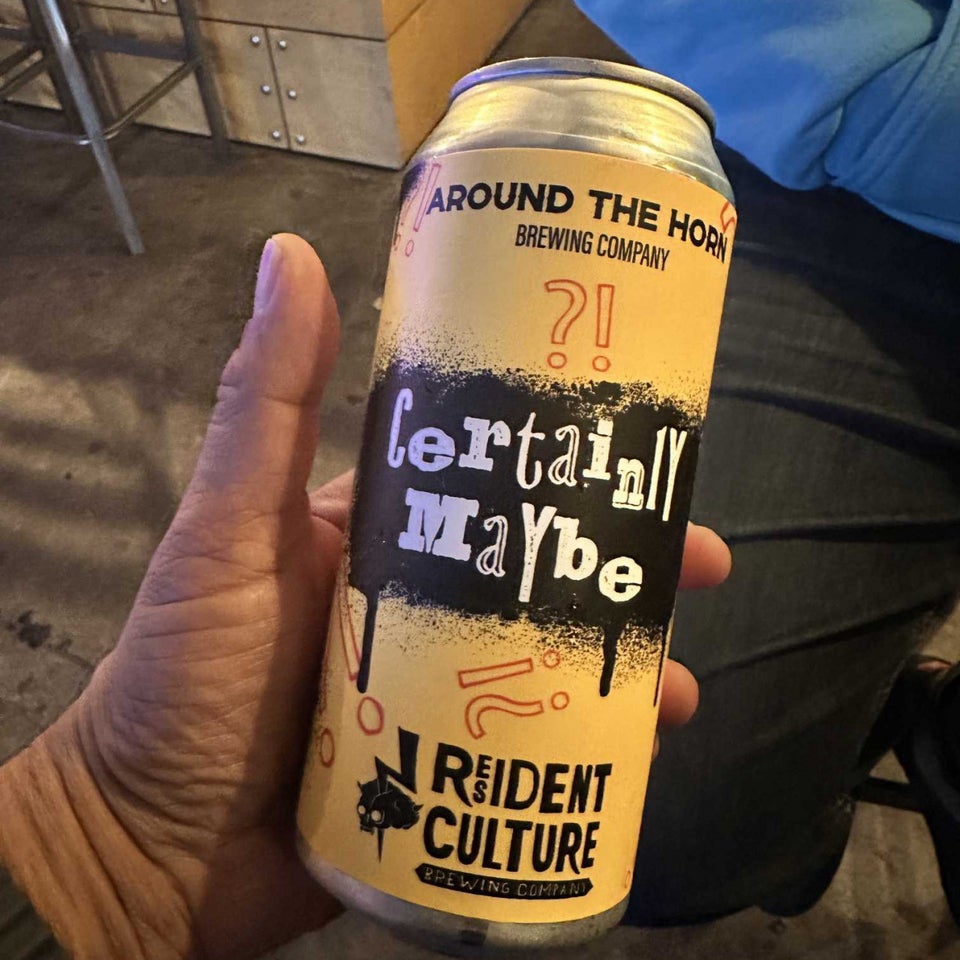 AROUND THE HORN
BREWING COMPANY
?!
Certainly
Maybe
?!
RESIDENT
CULTURE
BREWING COMPANY